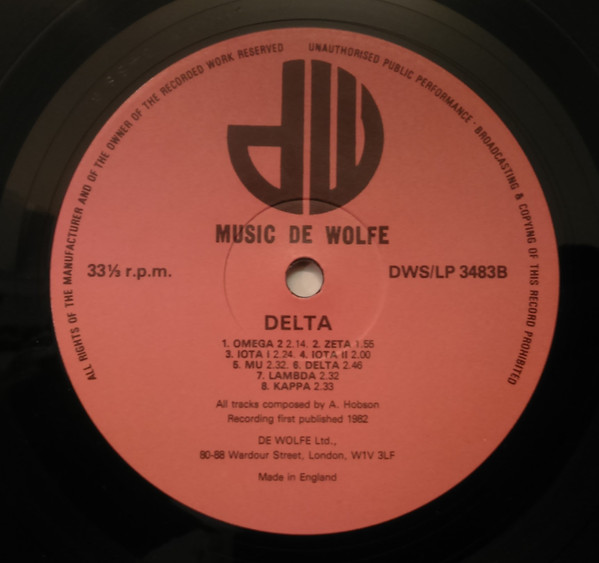 ALL RIGHTS OF THE MANUFACTURER AND OF THE OWNER OF THE RECORDED WORK RESERVED
UNAUTHORISED PUBLIC PERFORMANCE · BROADCASTING & COPYING OF THIS RECORD PROHIBITED
dW
MUSIC DE WOLFE
33⅓ r.p.m.
DWS/LP 3483B
DELTA
1. OMEGA 2 2.14. 2. ZETA 1.55
3. IOTA I 2.24. 4. IOTA II 2.00
5. MU 2.32. 6. DELTA 2.46
7. LAMBDA 2.32
8. KAPPA 2.33
All tracks composed by A. Hobson
Recording first published 1982
DE WOLFE Ltd.,
80-88 Wardour Street, London, W1V 3LF
Made in England